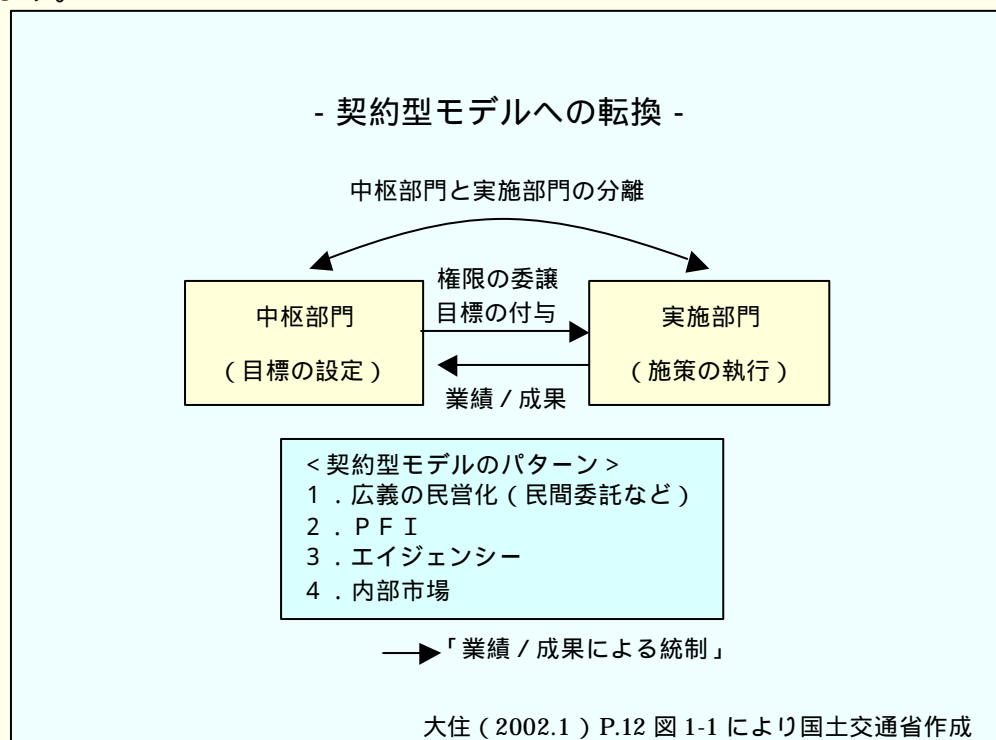 - 契約型モデルへの転換 -
中枢部門と実施部門の分離
中枢部門
(目標の設定)
権限の委譲
目標の付与
業績/成果
実施部門
(施策の執行)
<契約型モデルのパターン>
1.広義の民営化(民間委託など)
2.PFI
3.エイジェンシー
4.内部市場
「業績/成果による統制」
大住(2002.1)P.12 図 1-1 により国土交通省作成